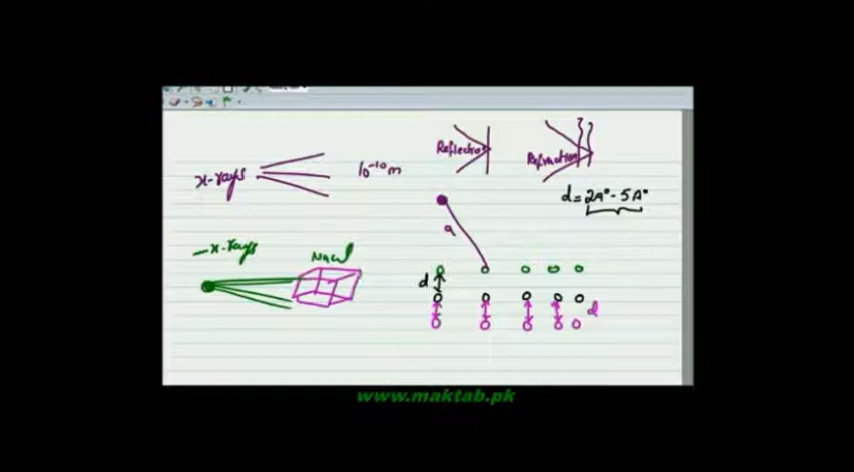 Reflection
Refraction
x-rays
10⁻¹⁰m
d = 2A° - 5A°
a
x-rays
Nacl
d
d
www.maktab.pk